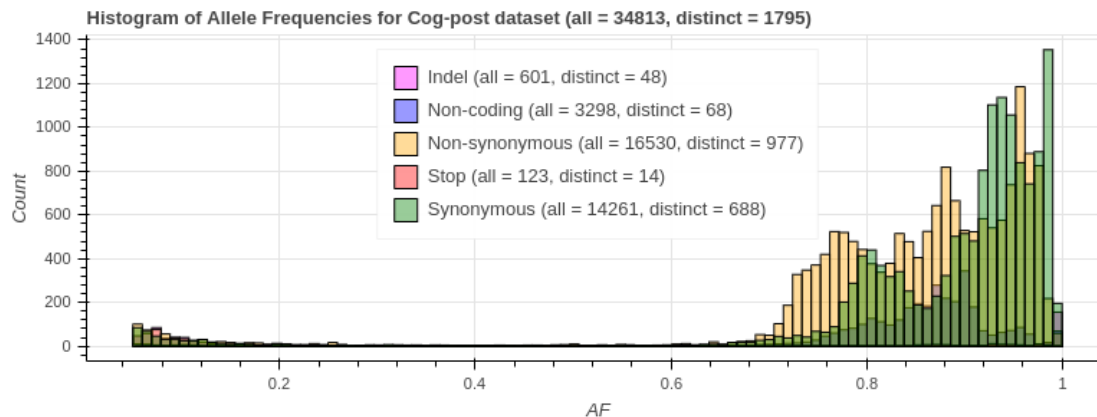 Histogram of Allele Frequencies for Cog-post dataset (all = 34813, distinct = 1795)
1400
1200
1000
800
600
400
200
0
Count
Indel (all = 601, distinct = 48)
Non-coding (all = 3298, distinct = 68)
Non-synonymous (all = 16530, distinct = 977)
Stop (all = 123, distinct = 14)
Synonymous (all = 14261, distinct = 688)
0.2
0.4
0.6
0.8
1
AF